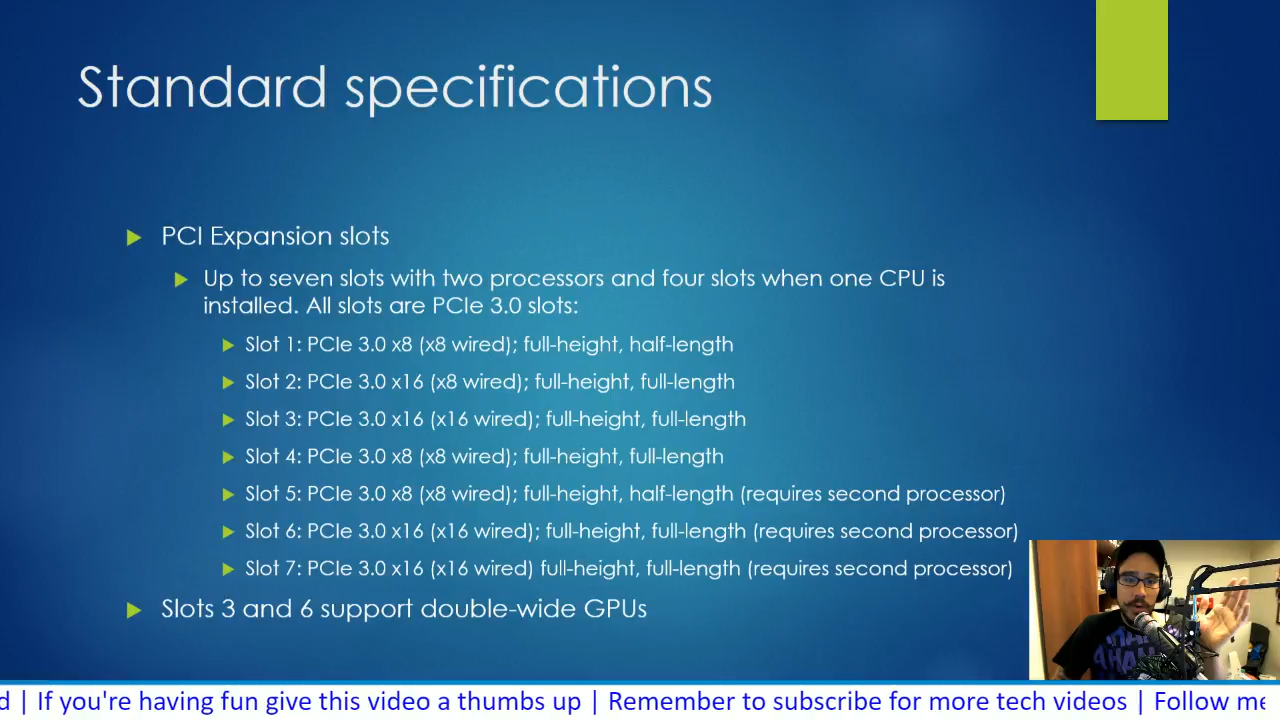 Standard specifications
PCI Expansion slots
Up to seven slots with two processors and four slots when one CPU is
installed. All slots are PCIe 3.0 slots:
Slot 1: PCIe 3.0 x8 (x8 wired); full-height, half-length
Slot 2: PCIe 3.0 x16 (x8 wired); full-height, full-length
Slot 3: PCIe 3.0 x16 (x16 wired); full-height, full-length
Slot 4: PCIe 3.0 x8 (x8 wired); full-height, full-length
Slot 5: PCIe 3.0 x8 (x8 wired); full-height, half-length (requires second processor)
Slot 6: PCIe 3.0 x16 (x16 wired); full-height, full-length (requires second processor)
Slot 7: PCIe 3.0 x16 (x16 wired) full-height, full-length (requires second processor)
Slots 3 and 6 support double-wide GPUs
d | If you're having fun give this video a thumbs up | Remember to subscribe for more tech videos | Follow me